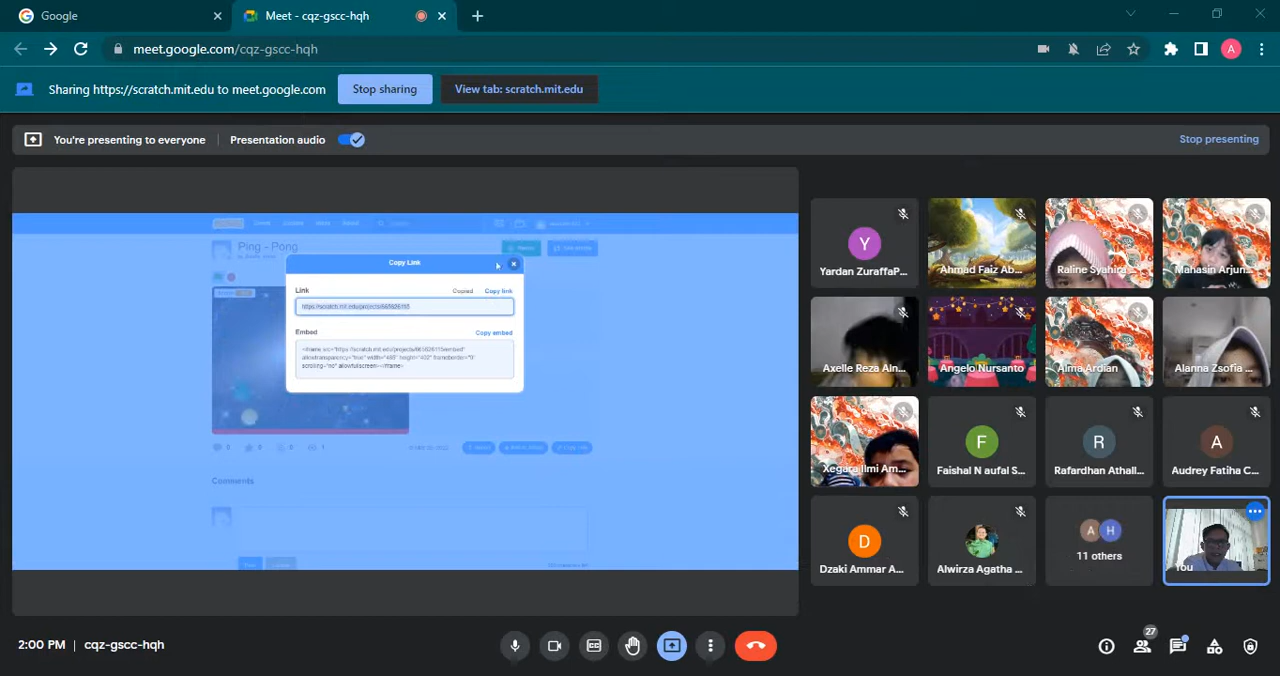 Google
Meet - cqz-gscc-hqh
meet.google.com/cqz-gscc-hqh
A
Sharing https://scratch.mit.edu to meet.google.com
Stop sharing
View tab: scratch.mit.edu
You're presenting to everyone
Presentation audio
Stop presenting
Ping - Pong
Copy Link
Link
Copied
Copy link
Embed
Copy embed
Comments
Y
Yardan ZuraffaP...
Ahmad Faiz Ab...
Raline Syahira
Mahasin Arjun...
Axelle Reza Aln...
Angelo Nursanto
Alma Ardian
Alanna Zsofia ...
Xegara Ilmi Am...
F
Faishal N aufal S...
R
Rafardhan Athall...
A
Audrey Fatiha C...
D
Dzaki Ammar A...
Alwirza Agatha ...
A H
11 others
You
2:00 PM | cqz-gscc-hqh
27